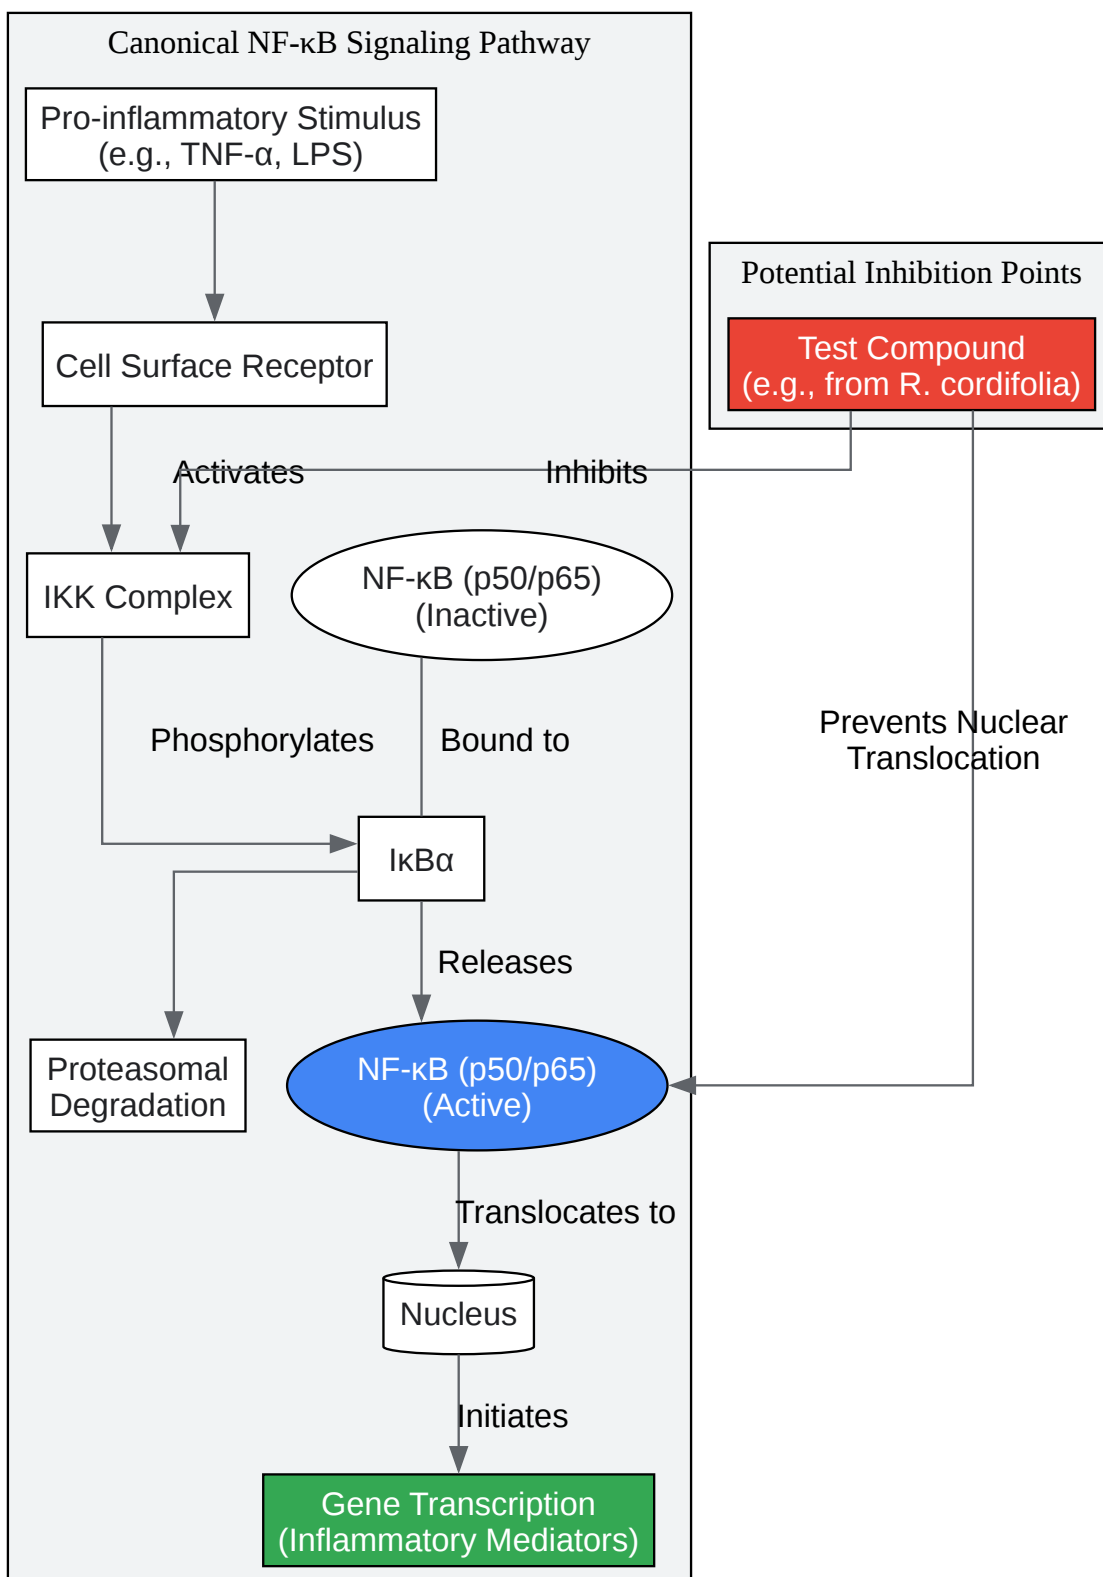 Canonical NF-κB Signaling Pathway
Pro-inflammatory Stimulus
(e.g., TNF-α, LPS)
Cell Surface Receptor
Potential Inhibition Points
Test Compound
(e.g., from R. cordifolia)
Activates
Inhibits
IKK Complex
NF-κB (p50/p65)
(Inactive)
Phosphorylates
Bound to
Prevents Nuclear
Translocation
IκBα
Releases
Proteasomal
Degradation
NF-κB (p50/p65)
(Active)
Translocates to
Nucleus
Initiates
Gene Transcription
(Inflammatory Mediators)